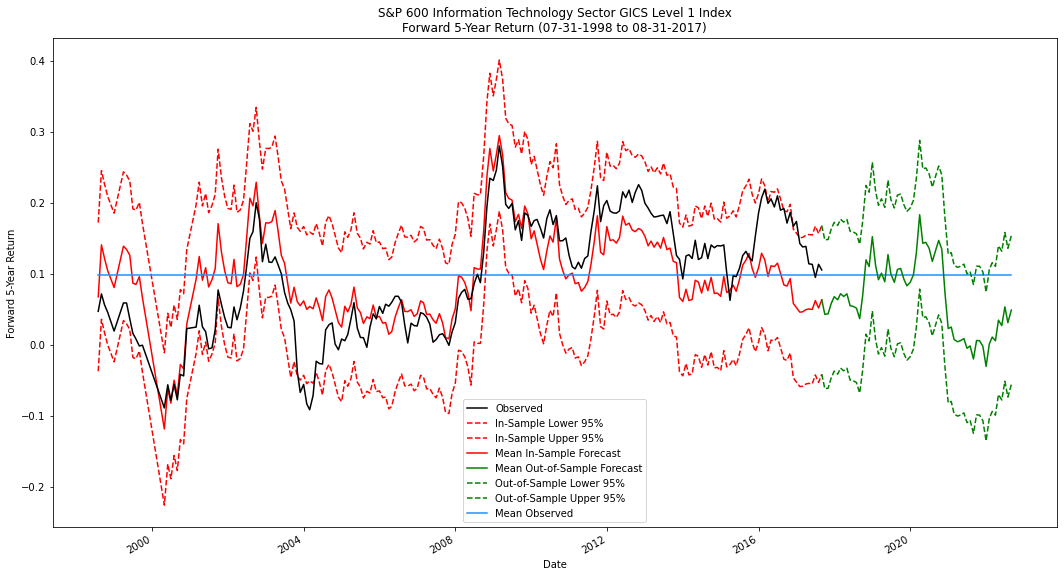 S&P 600 Information Technology Sector GICS Level 1 Index
Forward 5-Year Return (07-31-1998 to 08-31-2017)
Forward 5-Year Return
0.4
0.3
0.2
0.1
0.0
−0.1
−0.2
Observed
In-Sample Lower 95%
In-Sample Upper 95%
Mean In-Sample Forecast
Mean Out-of-Sample Forecast
Out-of-Sample Lower 95%
Out-of-Sample Upper 95%
Mean Observed
2000
2004
2008
2012
2016
2020
Date